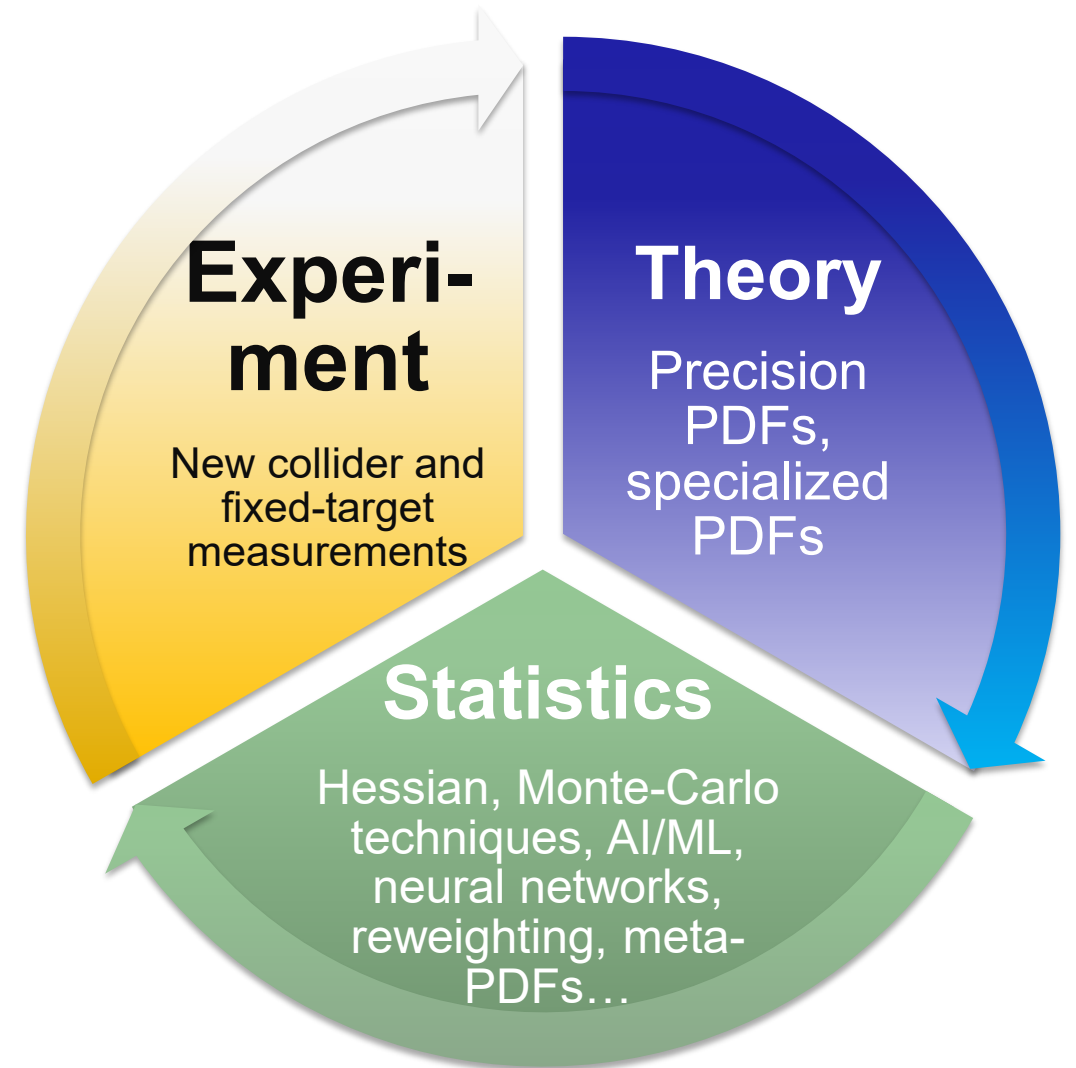 Experi-
ment
New collider and
fixed-target
measurements
Theory
Precision
PDFs,
specialized
PDFs
Statistics
Hessian, Monte-Carlo
techniques, AI/ML,
neural networks,
reweighting, meta-
PDFs…